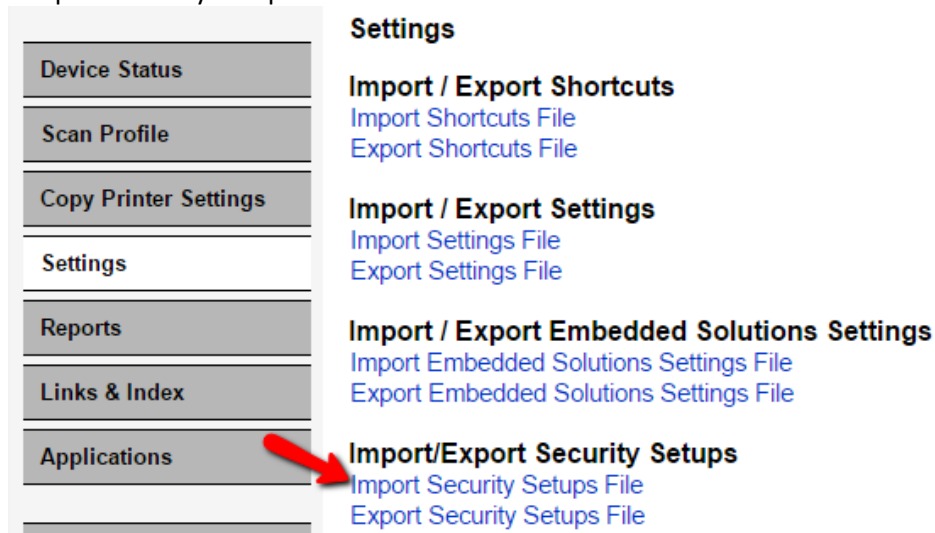 Device Status
Scan Profile
Copy Printer Settings
Settings
Reports
Links & Index
Applications
Settings
Import / Export Shortcuts
Import Shortcuts File
Export Shortcuts File
Import / Export Settings
Import Settings File
Export Settings File
Import / Export Embedded Solutions Settings
Import Embedded Solutions Settings File
Export Embedded Solutions Settings File
Import/Export Security Setups
Import Security Setups File
Export Security Setups File